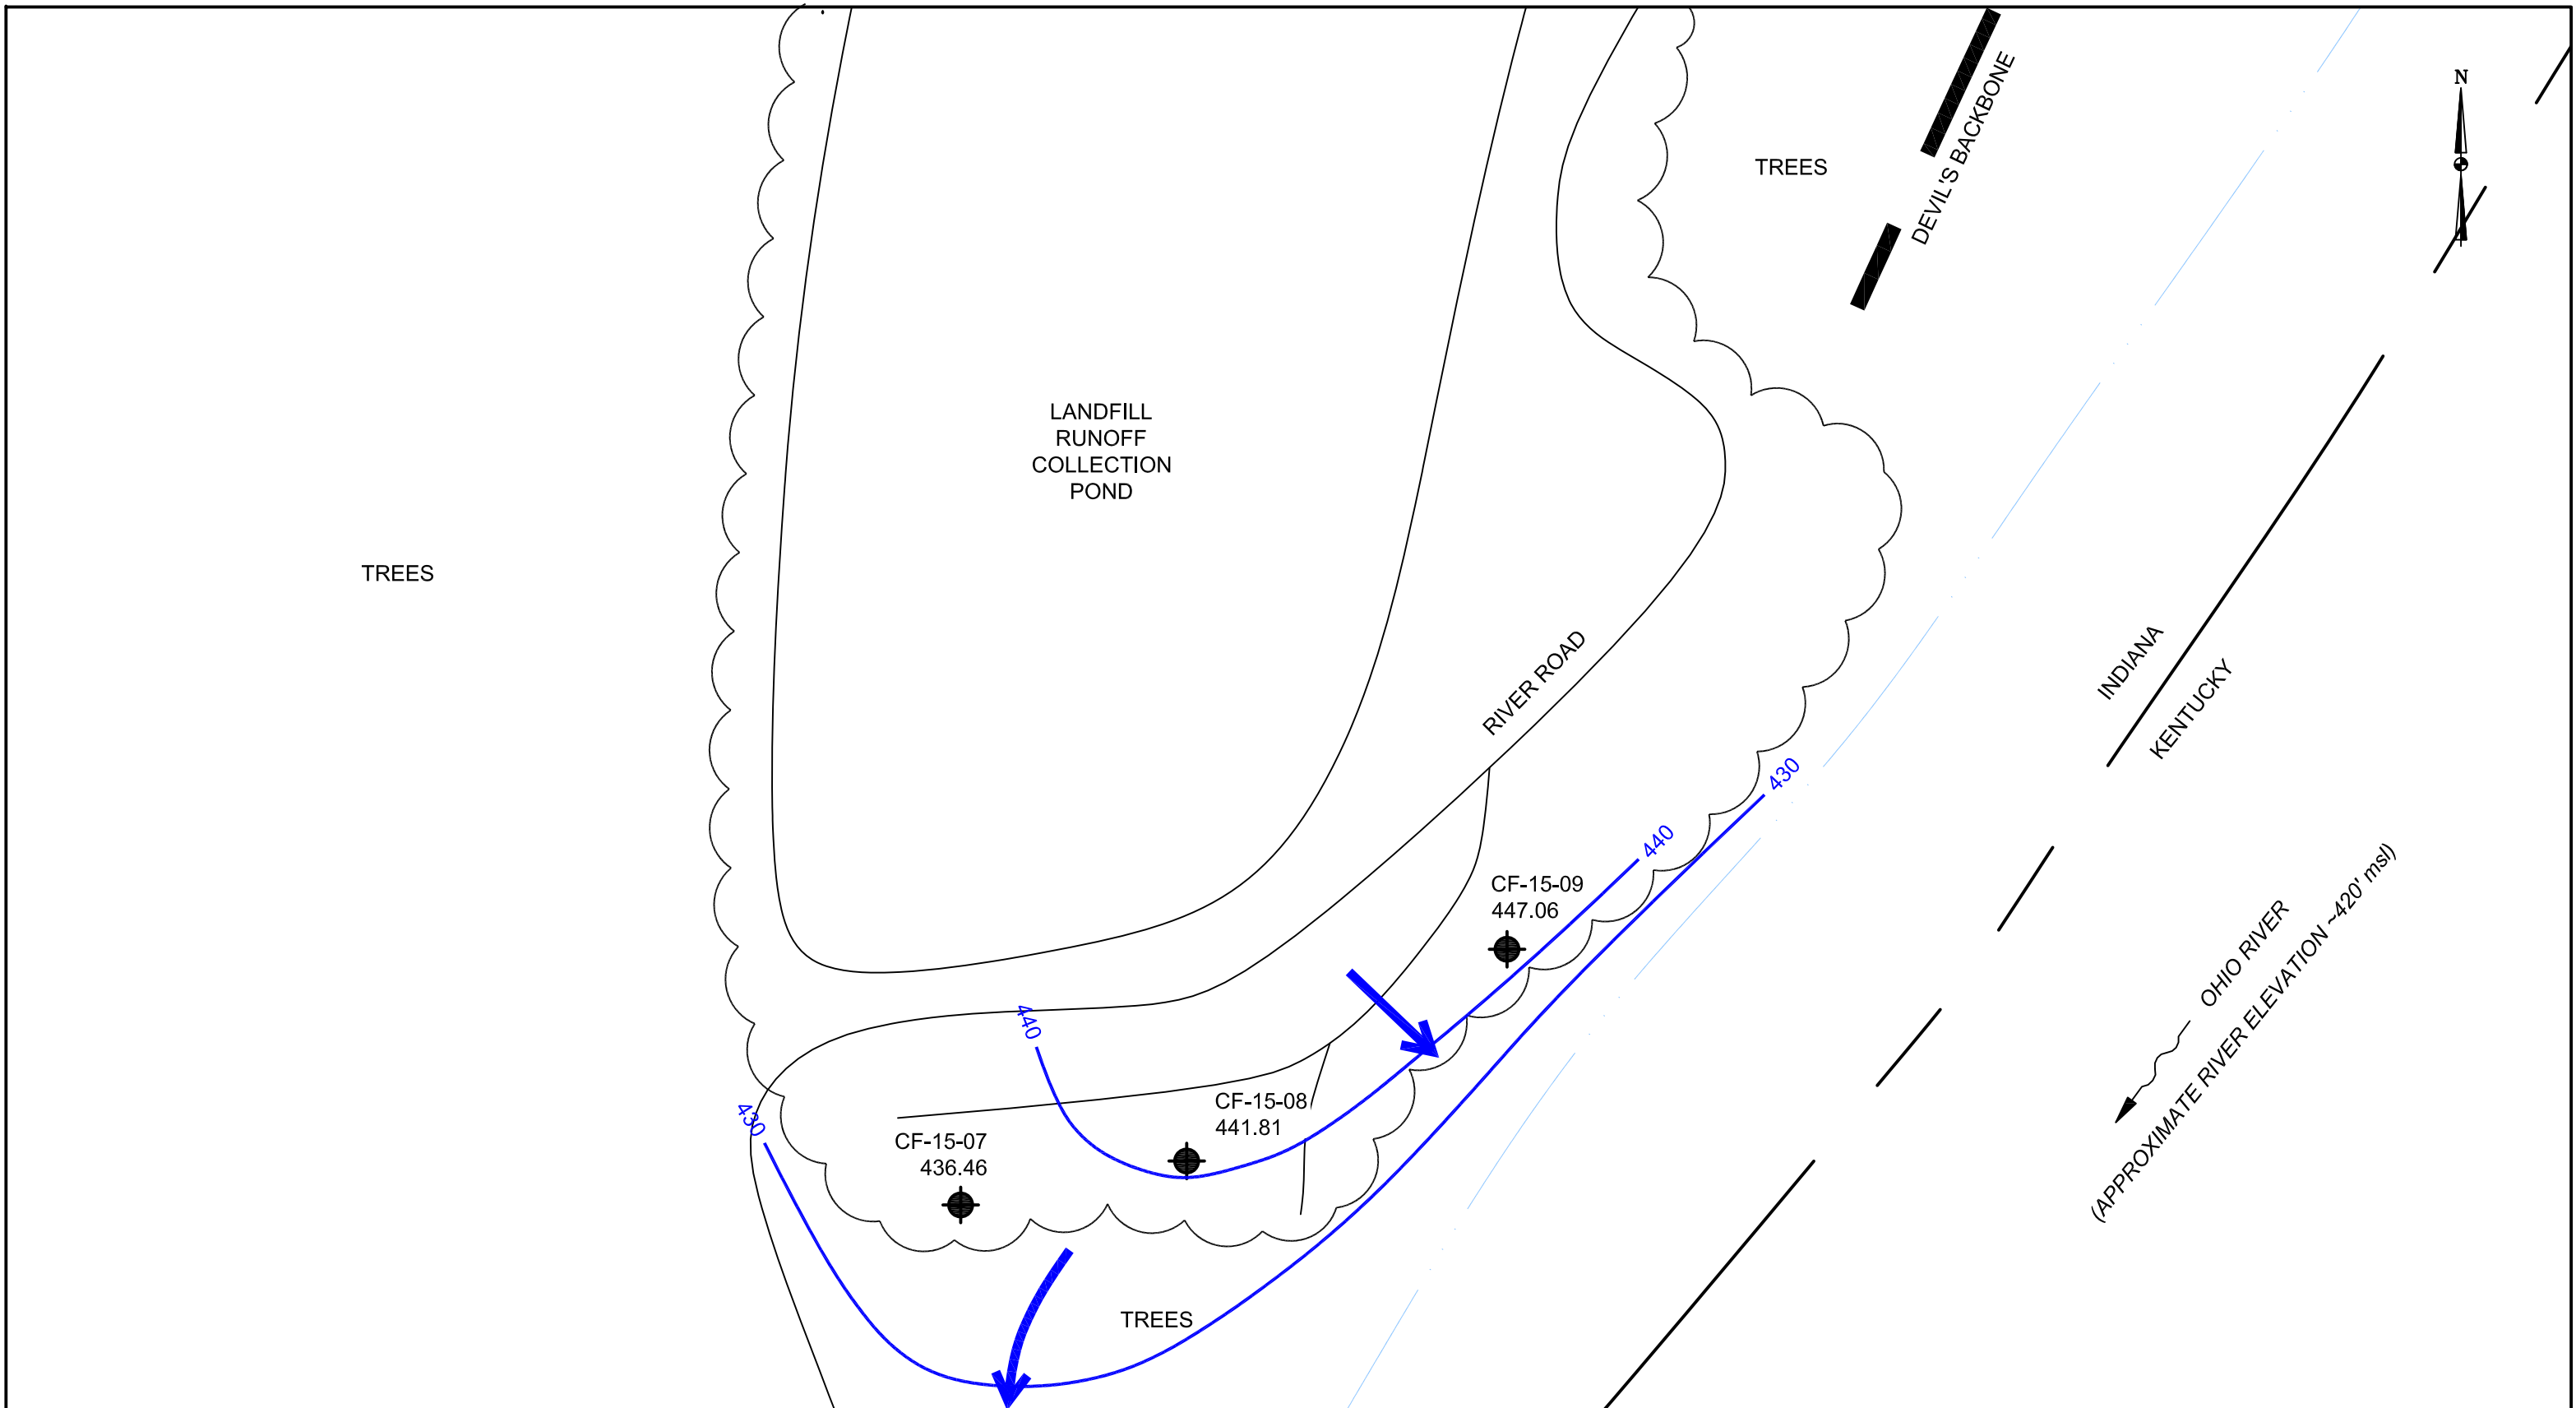 N
DEVIL'S BACKBONE
TREES
LANDFILL
RUNOFF
COLLECTION
POND
TREES
RIVER ROAD
INDIANA
KENTUCKY
430
440
CF-15-09
447.06
OHIO RIVER
(APPROXIMATE RIVER ELEVATION ~420' msl)
440
CF-15-08
441.81
430
CF-15-07
436.46
TREES